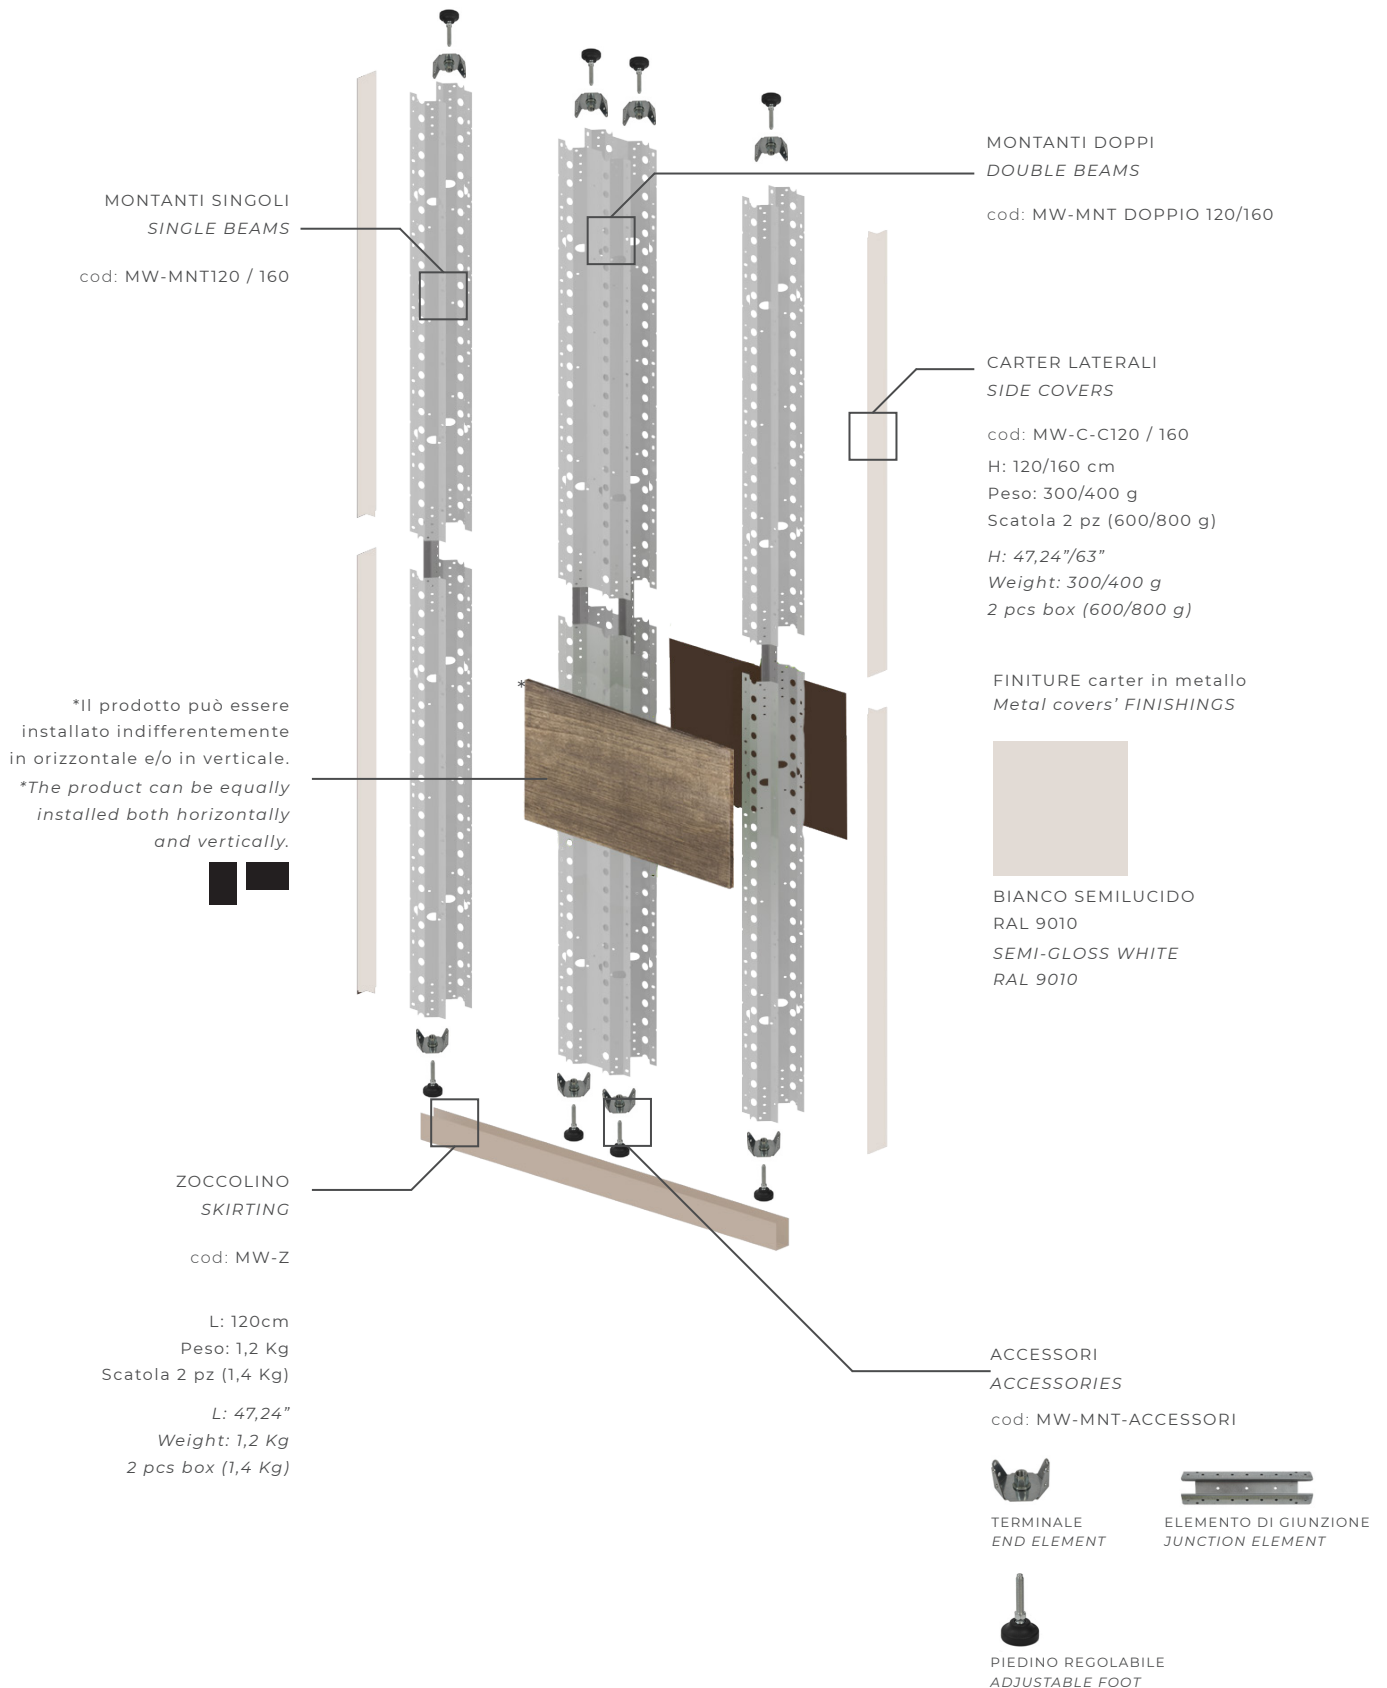 MONTANTI SINGOLI
SINGLE BEAMS
cod: MW-MNT120 / 160
MONTANTI DOPPI
DOUBLE BEAMS
cod: MW-MNT DOPPIO 120/160
CARTER LATERALI
SIDE COVERS
cod: MW-C-C120 / 160
H: 120/160 cm
Peso: 300/400 g
Scatola 2 pz (600/800 g)
H: 47,24”/63”
Weight: 300/400 g
2 pcs box (600/800 g)
FINITURE carter in metallo
Metal covers’ FINISHINGS
BIANCO SEMILUCIDO
RAL 9010
SEMI-GLOSS WHITE
RAL 9010
*
*Il prodotto può essere
installato indifferentemente
in orizzontale e/o in verticale.
*The product can be equally
installed both horizontally
and vertically.
ZOCCOLINO
SKIRTING
cod: MW-Z
L: 120cm
Peso: 1,2 Kg
Scatola 2 pz (1,4 Kg)
L: 47,24”
Weight: 1,2 Kg
2 pcs box (1,4 Kg)
ACCESSORI
ACCESSORIES
cod: MW-MNT-ACCESSORI
TERMINALE
END ELEMENT
ELEMENTO DI GIUNZIONE
JUNCTION ELEMENT
PIEDINO REGOLABILE
ADJUSTABLE FOOT